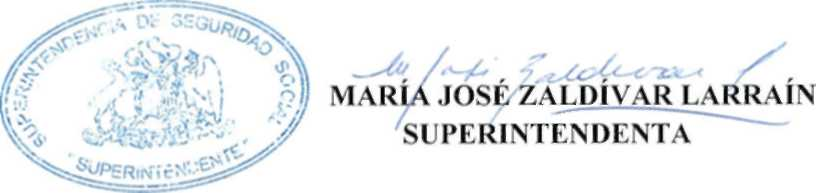 SUPERINTENDENCIA DE SEGURIDAD SOCIAL
SUPERINTENDENTE
MARÍA JOSÉ ZALDÍVAR LARRAÍN
SUPERINTENDENTA